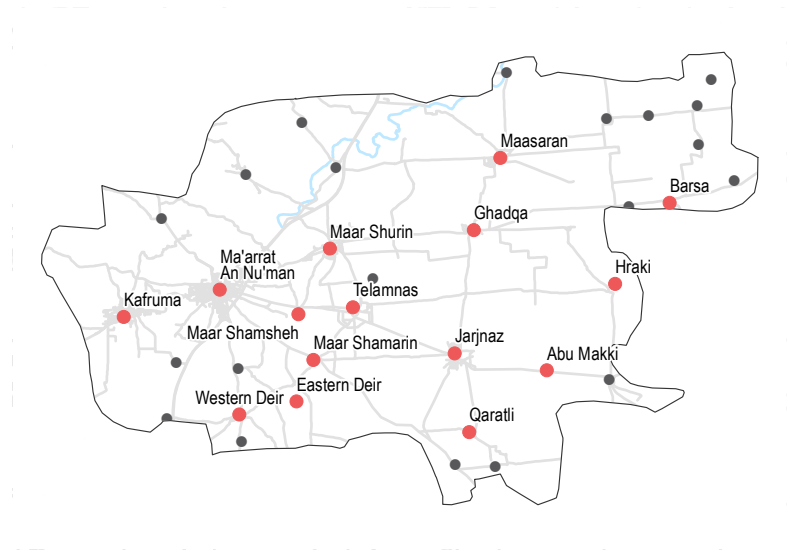 Maasaran
Barsa
Ghadqa
Maar Shurin
Ma'arrat
An Nu'man
Hraki
Kafruma
Telamnas
Maar Shamsheh
Maar Shamarin
Jarjnaz
Abu Makki
Eastern Deir
Western Deir
Qaratli